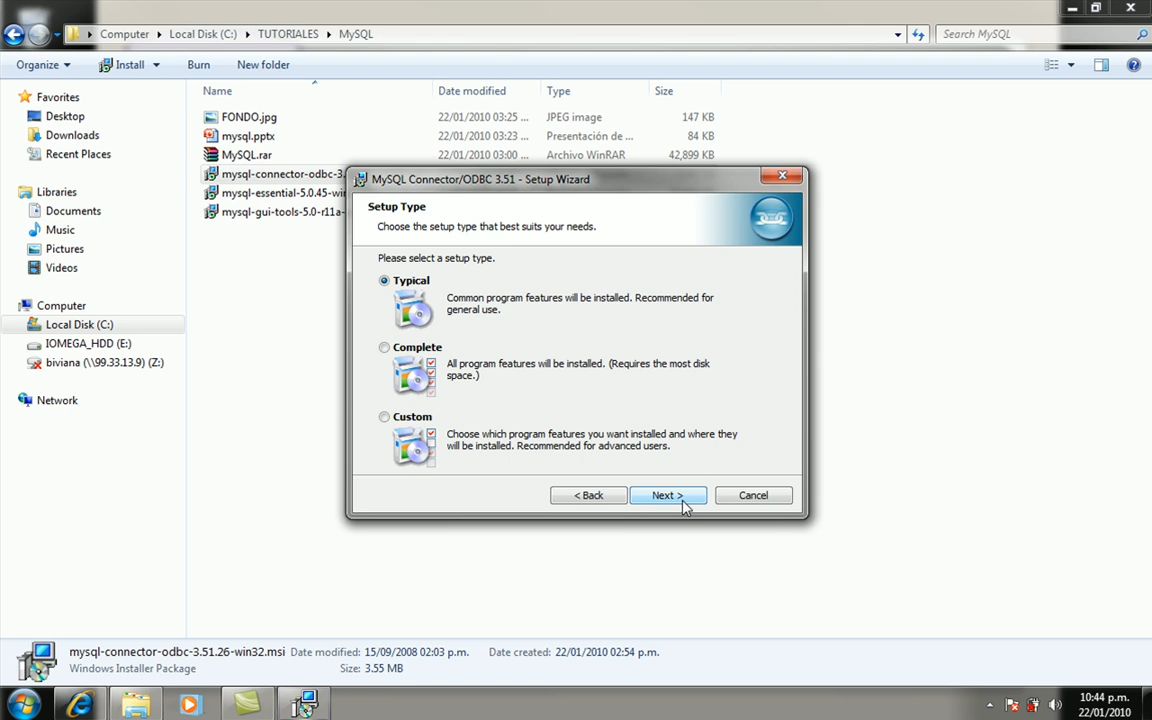 Computer Local Disk (C:) TUTORIALES MySQL
Search MySQL
Organize Install Burn New folder
Name Date modified Type Size
Favorites
Desktop
Downloads
Recent Places
Libraries
Documents
Music
Pictures
Videos
Computer
Local Disk (C:)
IOMEGA_HDD (E:)
biviana (\\99.33.13.9) (Z:)
Network
FONDO.jpg 22/01/2010 03:25 ... JPEG image 147 KB
mysql.pptx 22/01/2010 03:23 ... Presentación de ... 84 KB
MySQL.rar 22/01/2010 03:00 ... Archivo WinRAR 42,899 KB
mysql-connector-odbc-3.
mysql-essential-5.0.45-win
mysql-gui-tools-5.0-r11a-
MySQL Connector/ODBC 3.51 - Setup Wizard
Setup Type
Choose the setup type that best suits your needs.
Please select a setup type.
Typical
Common program features will be installed. Recommended for
general use.
Complete
All program features will be installed. (Requires the most disk
space.)
Custom
Choose which program features you want installed and where they
will be installed. Recommended for advanced users.
< Back Next > Cancel
mysql-connector-odbc-3.51.26-win32.msi Date modified: 15/09/2008 02:03 p.m. Date created: 22/01/2010 02:54 p.m.
Windows Installer Package Size: 3.55 MB
10:44 p.m.
22/01/2010